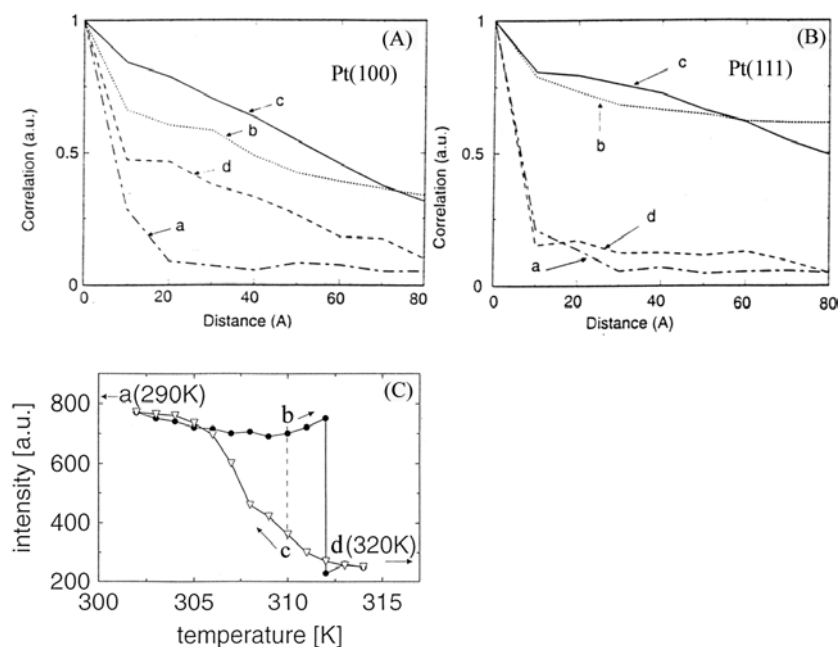 (A)
Pt(100)
Correlation (a.u.)
1
0.5
0
c
b
d
a
0 20 40 60 80
Distance (A)
(B)
Pt(111)
Correlation (a.u.)
1
0.5
0
c
b
d
a
0 20 40 60 80
Distance (A)
(C)
intensity [a.u.]
800
600
400
200
a(290K)
b
c
d(320K)
300 305 310 315
temperature [K]